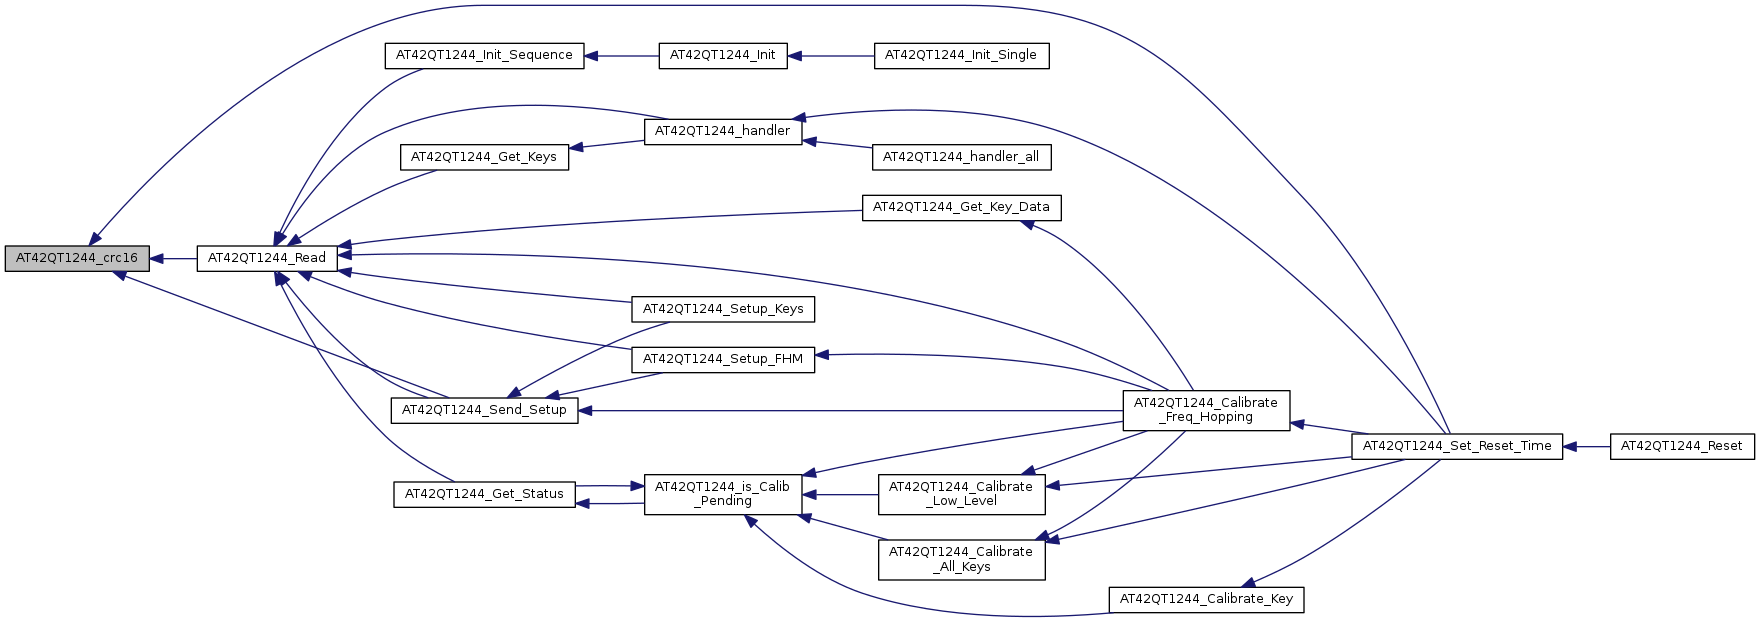 AT42QT1244_Init_Sequence
AT42QT1244_Init
AT42QT1244_Init_Single
AT42QT1244_handler
AT42QT1244_Get_Keys
AT42QT1244_handler_all
AT42QT1244_Get_Key_Data
AT42QT1244_crc16
AT42QT1244_Read
AT42QT1244_Setup_Keys
AT42QT1244_Setup_FHM
AT42QT1244_Send_Setup
AT42QT1244_Calibrate
_Freq_Hopping
AT42QT1244_Set_Reset_Time
AT42QT1244_Reset
AT42QT1244_Get_Status
AT42QT1244_is_Calib
_Pending
AT42QT1244_Calibrate
_Low_Level
AT42QT1244_Calibrate
_All_Keys
AT42QT1244_Calibrate_Key